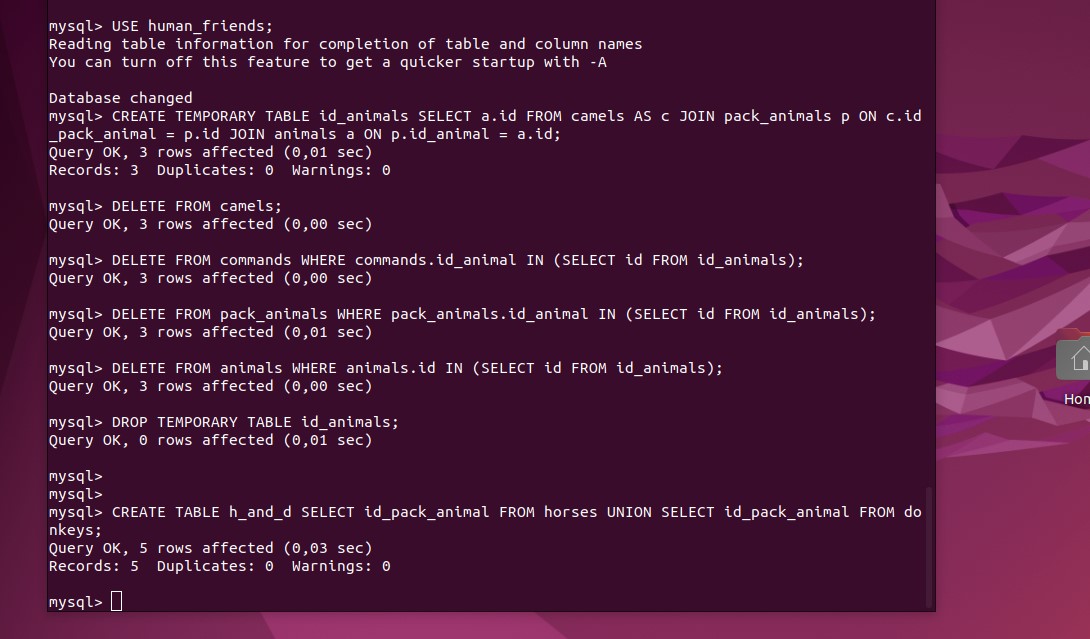 mysql> USE human_friends;
Reading table information for completion of table and column names
You can turn off this feature to get a quicker startup with -A
Database changed
mysql> CREATE TEMPORARY TABLE id_animals SELECT a.id FROM camels AS c JOIN pack_animals p ON c.id
_pack_animal = p.id JOIN animals a ON p.id_animal = a.id;
Query OK, 3 rows affected (0,01 sec)
Records: 3  Duplicates: 0  Warnings: 0
mysql> DELETE FROM camels;
Query OK, 3 rows affected (0,00 sec)
mysql> DELETE FROM commands WHERE commands.id_animal IN (SELECT id FROM id_animals);
Query OK, 3 rows affected (0,00 sec)
mysql> DELETE FROM pack_animals WHERE pack_animals.id_animal IN (SELECT id FROM id_animals);
Query OK, 3 rows affected (0,01 sec)
mysql> DELETE FROM animals WHERE animals.id IN (SELECT id FROM id_animals);
Query OK, 3 rows affected (0,00 sec)
mysql> DROP TEMPORARY TABLE id_animals;
Query OK, 0 rows affected (0,01 sec)
mysql>
mysql>
mysql> CREATE TABLE h_and_d SELECT id_pack_animal FROM horses UNION SELECT id_pack_animal FROM do
nkeys;
Query OK, 5 rows affected (0,03 sec)
Records: 5  Duplicates: 0  Warnings: 0
mysql>